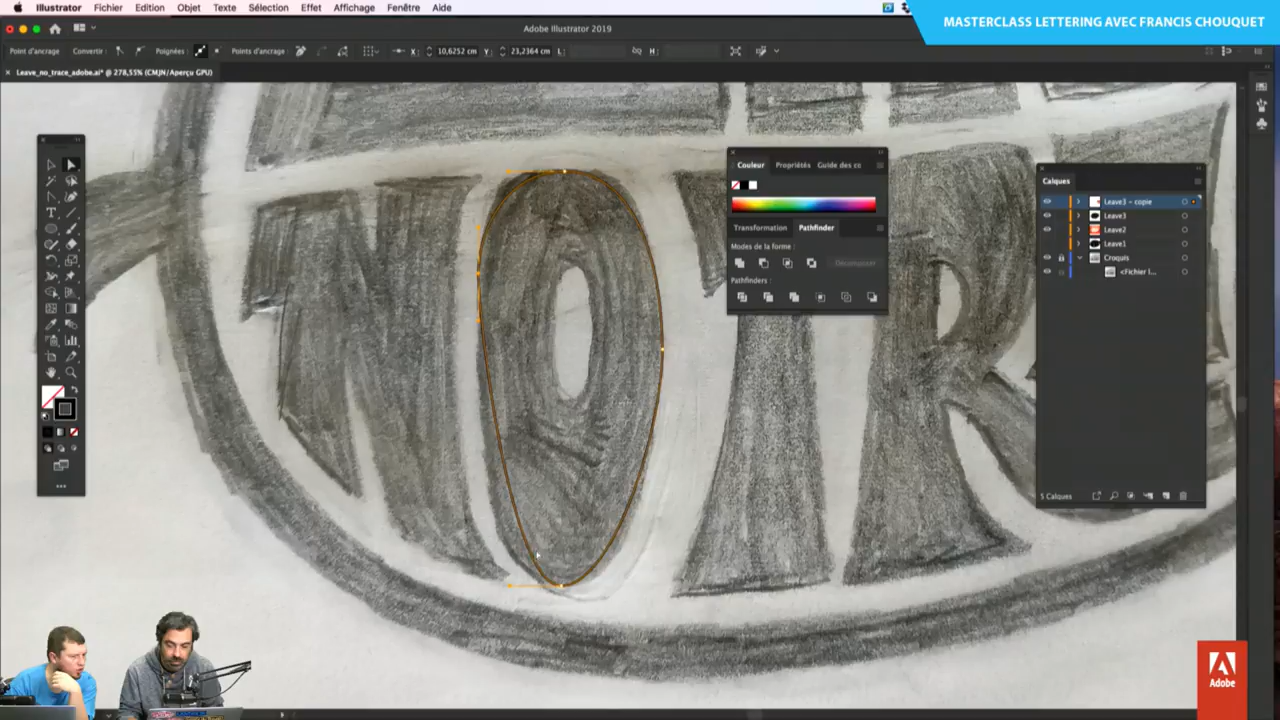 Illustrator Fichier Edition Objet Texte Sélection Effet Affichage Fenêtre Aide
MASTERCLASS LETTERING AVEC FRANCIS CHOUQUET
Adobe Illustrator 2019
Point d'ancrage Convertir : Poignées : Points d'ancrage : X: 10,6252 cm Y: 23,2364 cm L: H:
Leave_no_trace_adobe.ai* @ 278,55% (CMJN/Aperçu GPU)
Couleur Propriétés Guide des cc
Transformation Pathfinder
Modes de la forme :
Décomposer
Pathfinders :
Calques
Leave3 - copie
Leave3
Leave2
Leave1
Croquis
<Fichier l...
5 Calques
NO TR
Adobe